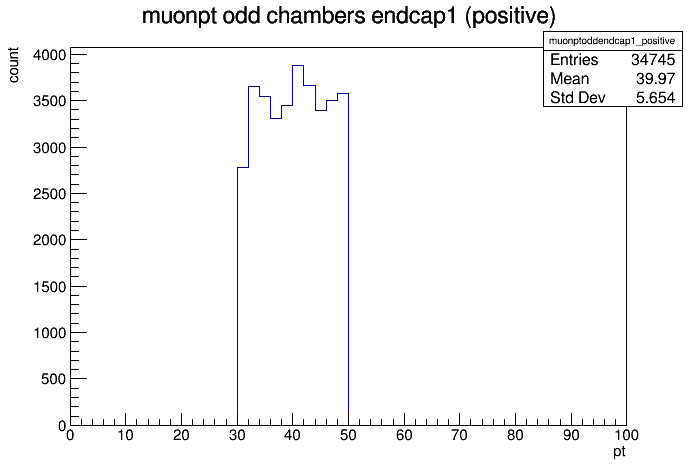 muonpt odd chambers endcap1 (positive)
muonptoddendcap1_positive
Entries 34745
Mean 39.97
Std Dev 5.654
count
4000
3500
3000
2500
2000
1500
1000
500
0
0 10 20 30 40 50 60 70 80 90 100
pt